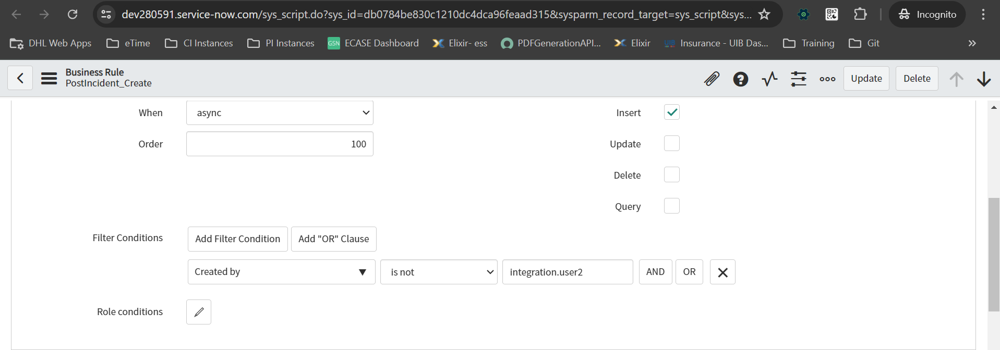 dev280591.service-now.com/sys_script.do?sys_id=db0784be830c1210dc4dca96feaad315&sysparm_record_target=sys_script&sys... Incognito
DHL Web Apps eTime CI Instances PI Instances GSN ECASE Dashboard Elixir- ess PDFGenerationAPI... Elixir UIB Insurance - UIB Das... Training Git »
Business Rule
PostIncident_Create
Update Delete
When async Insert
Order 100 Update
Delete
Query
Filter Conditions Add Filter Condition Add "OR" Clause
Created by is not integration.user2 AND OR
Role conditions